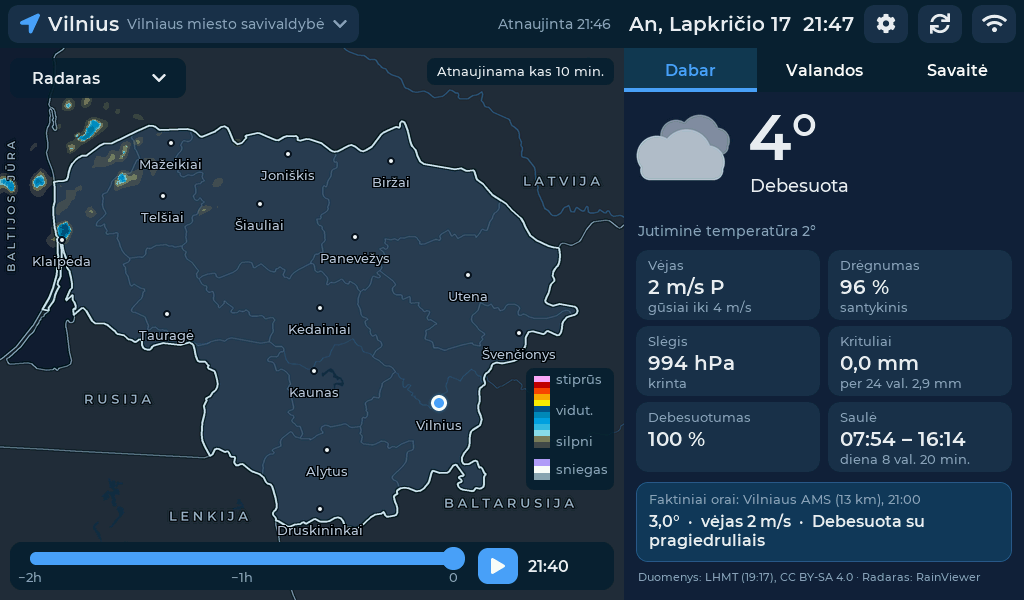 Vilnius Vilniaus miesto savivaldybė
Atnaujinta 21:46
An, Lapkričio 17 21:47
Radaras
Atnaujinama kas 10 min.
Dabar
Valandos
Savaitė
4°
Debesuota
Jutiminė temperatūra 2°
Vėjas
2 m/s P
gūsiai iki 4 m/s
Drėgnumas
96 %
santykinis
Slėgis
994 hPa
krinta
Krituliai
0,0 mm
per 24 val. 2,9 mm
Debesuotumas
100 %
Saulė
07:54 – 16:14
diena 8 val. 20 min.
Faktiniai orai: Vilniaus AMS (13 km), 21:00
3,0° · vėjas 2 m/s · Debesuota su
pragiedruliais
Duomenys: LHMT (19:17), CC BY-SA 4.0 · Radaras: RainViewer
BALTIJOS JŪRA
LATVIJA
RUSIJA
LENKIJA
BALTARUSIJA
Mažeikiai
Joniškis
Biržai
Telšiai
Šiauliai
Panevėžys
Klaipėda
Utena
Tauragė
Kėdainiai
Švenčionys
Kaunas
Vilnius
Alytus
Druskininkai
stiprūs
vidut.
silpni
sniegas
−2h
−1h
0
21:40